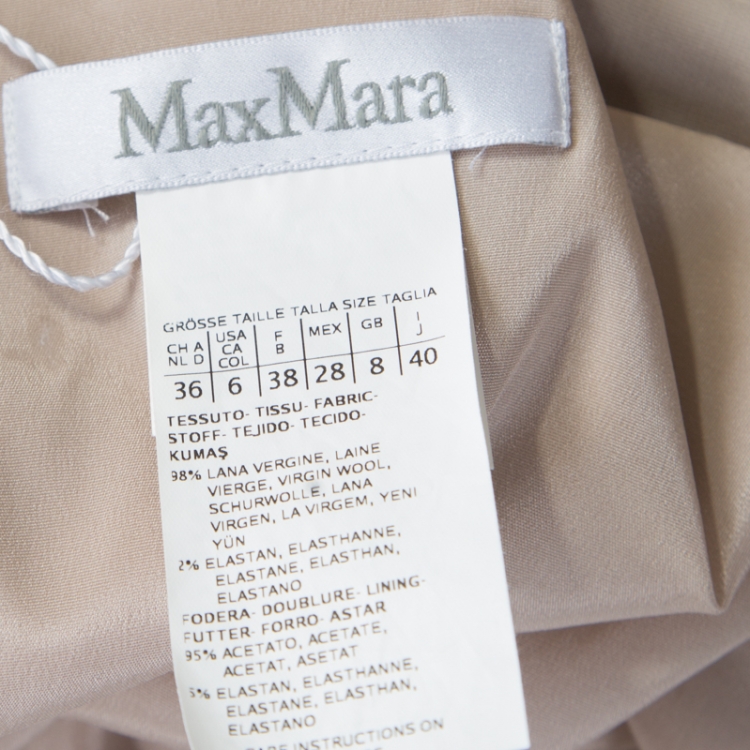 MaxMara
GRÖSSE TAILLE TALLA SIZE TAGLIA
CH A NL D | USA CA COL | F B | MEX | GB | I J
36 | 6 | 38 | 28 | 8 | 40
TESSUTO- TISSU- FABRIC-
STOFF- TEJIDO- TECIDO-
KUMAŞ
98% LANA VERGINE, LAINE
VIERGE, VIRGIN WOOL,
SCHURWOLLE, LANA
VIRGEN, LA VIRGEM, YENI
YÜN
2% ELASTAN, ELASTHANNE,
ELASTANE, ELASTHAN,
ELASTANO
FODERA- DOUBLURE- LINING-
FUTTER- FORRO- ASTAR
95% ACETATO, ACETATE,
ACETAT, ASETAT
5% ELASTAN, ELASTHANNE,
ELASTANE, ELASTHAN,
ELASTANO
CARE INSTRUCTIONS ON